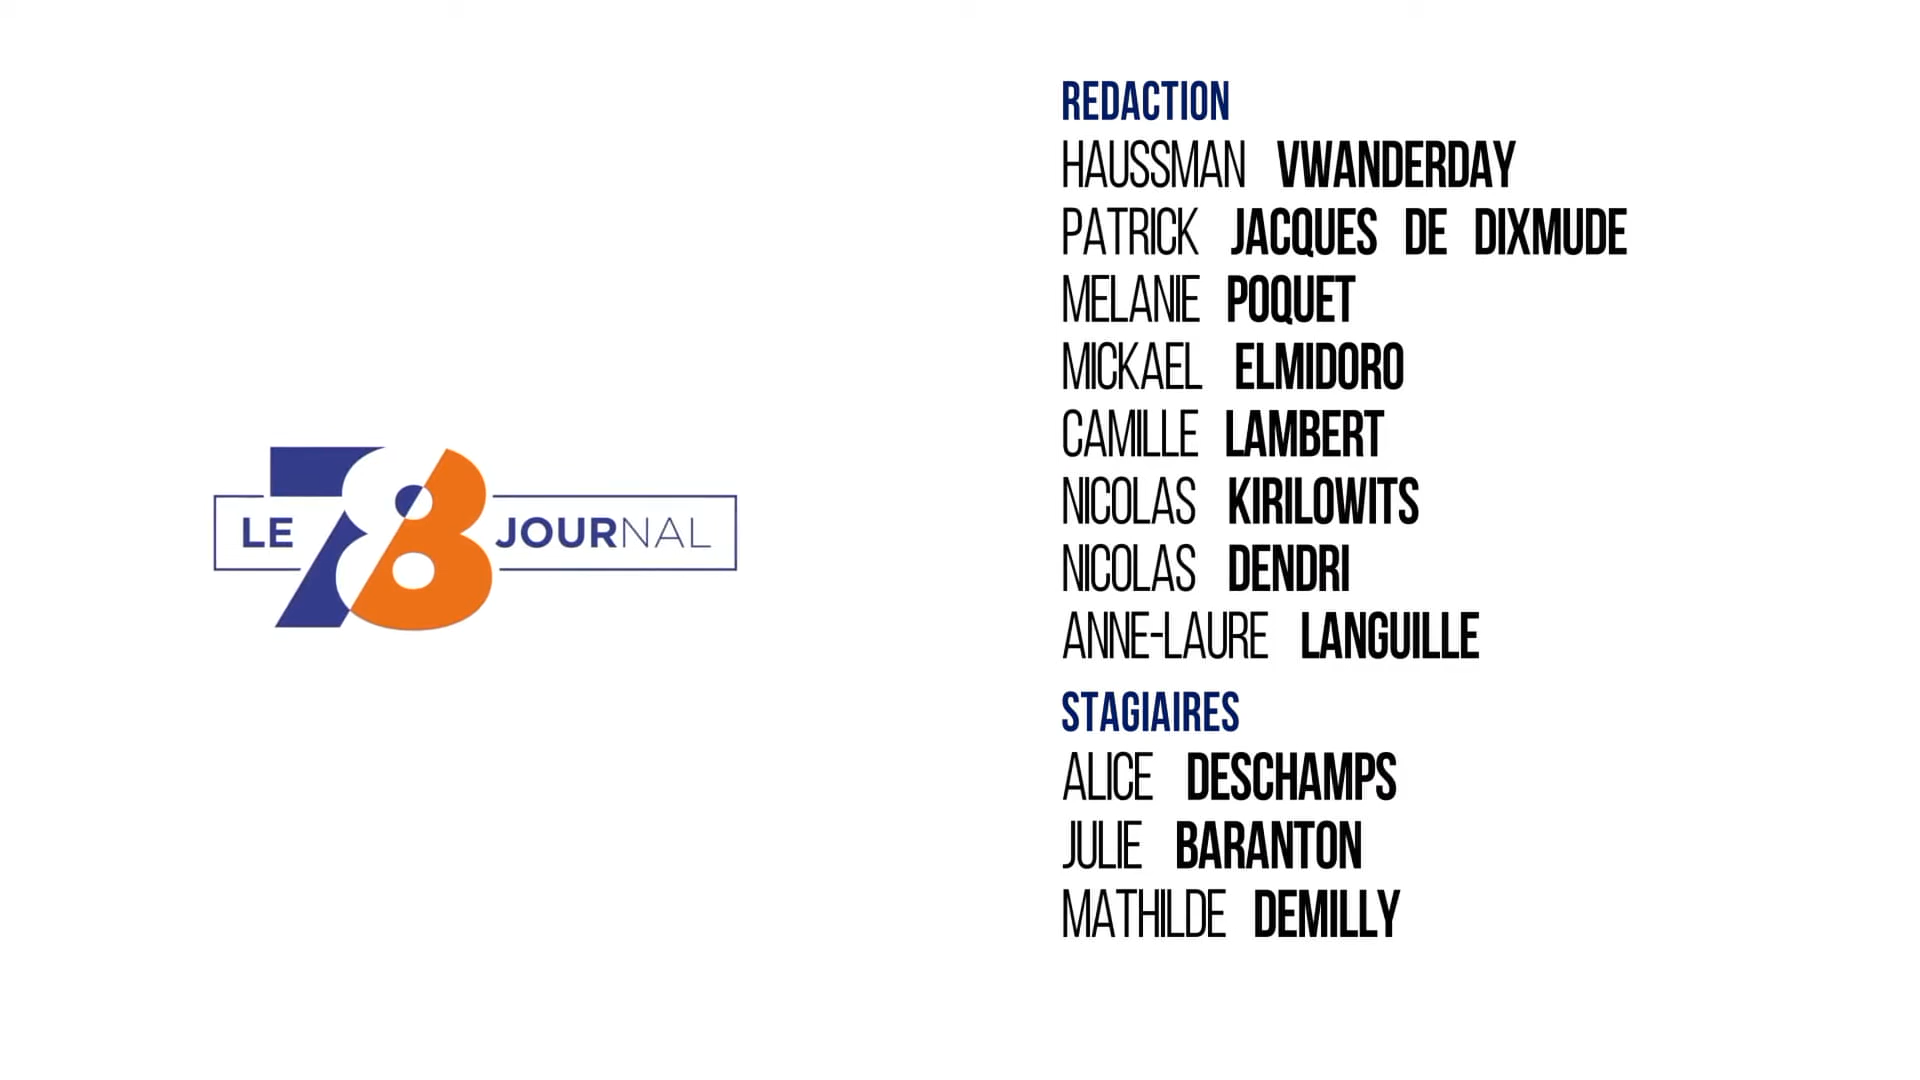 LE 78 JOURNAL
REDACTION
HAUSSMAN VWANDERDAY
PATRICK JACQUES DE DIXMUDE
MELANIE POQUET
MICKAEL ELMIDORO
CAMILLE LAMBERT
NICOLAS KIRILOWITS
NICOLAS DENDRI
ANNE-LAURE LANGUILLE
STAGIAIRES
ALICE DESCHAMPS
JULIE BARANTON
MATHILDE DEMILLY